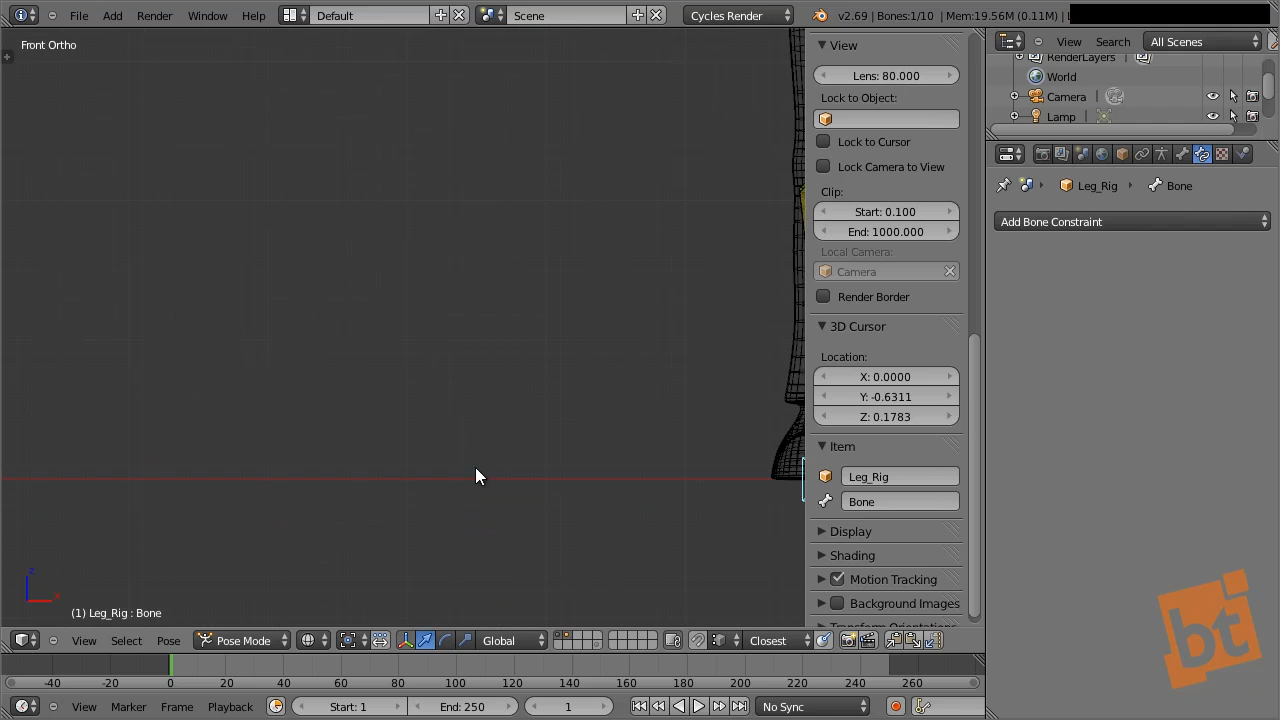 File Add Render Window Help Default Scene Cycles Render v2.69 | Bones:1/10 | Mem:19.56M (0.11M) |
Front Ortho
View
Lens: 80.000
Lock to Object:
Lock to Cursor
Lock Camera to View
Clip:
Start: 0.100
End: 1000.000
Local Camera:
Camera
Render Border
3D Cursor
Location:
X: 0.0000
Y: -0.6311
Z: 0.1783
Item
Leg_Rig
Bone
Display
Shading
Motion Tracking
Background Images
Transform Orientations
View Search All Scenes
RenderLayers
World
Camera
Lamp
Leg_Rig Bone
Add Bone Constraint
z
x
(1) Leg_Rig : Bone
View Select Pose Pose Mode Global Closest
-40 -20 0 20 40 60 80 100 120 140 160 180 200 220 240 260
View Marker Frame Playback Start: 1 End: 250 1 No Sync
bt